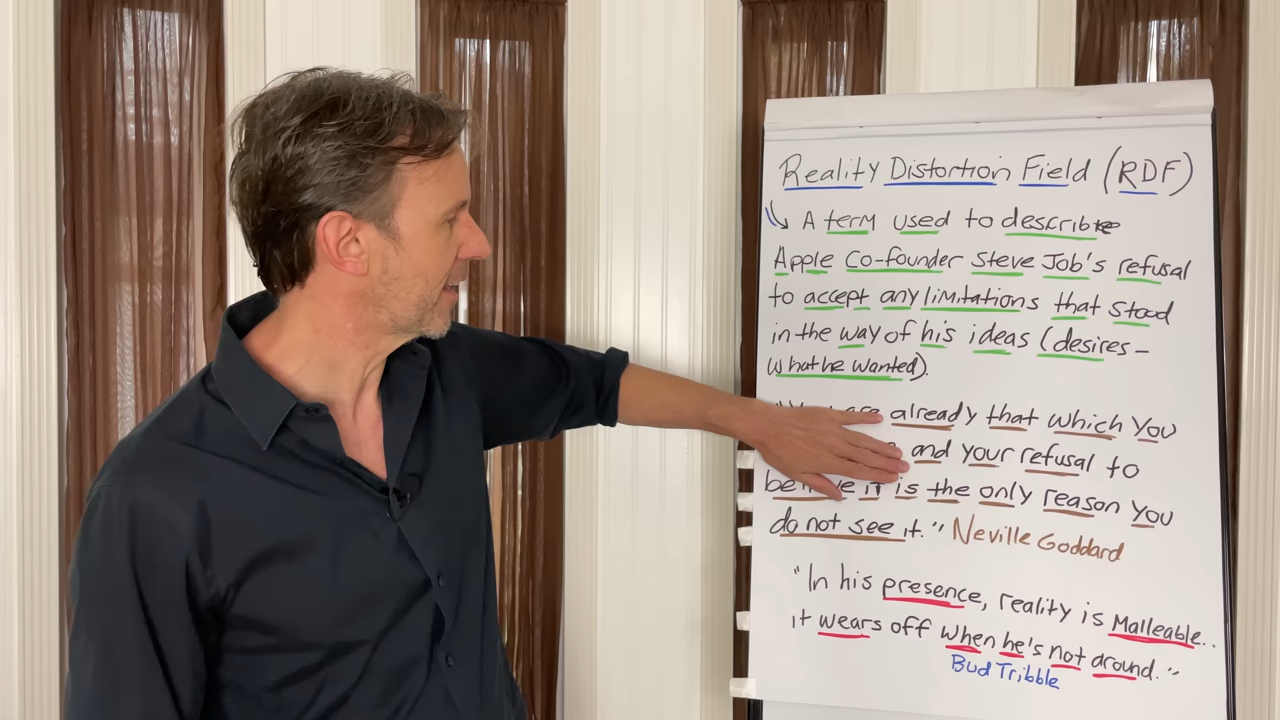 Reality Distortion Field (RDF)
A term used to describe
Apple Co-founder Steve Job's refusal
to accept any limitations that stood
in the way of his ideas (desires-
what he wanted).
already that which You
and your refusal to
it is the only reason You
do not see it." Neville Goddard
"In his presence, reality is Malleable..
it wears off when he's not around."
Bud Tribble